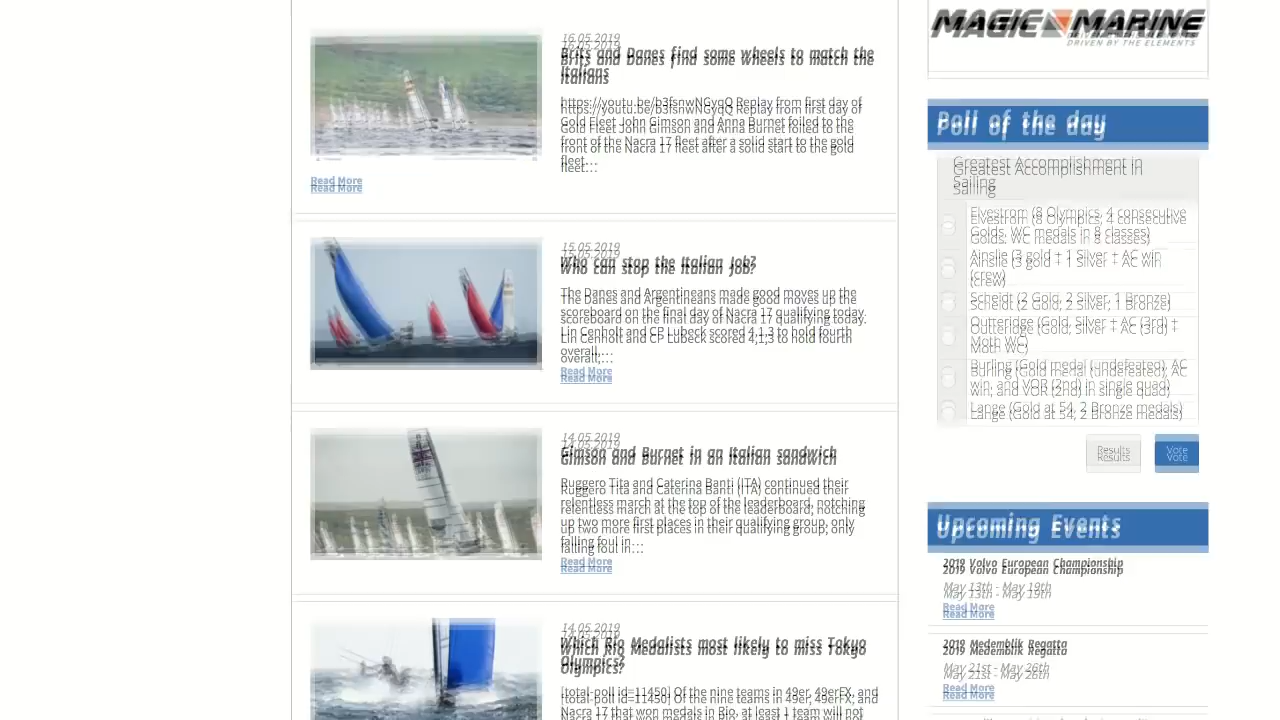 16.05.2019
Brits and Danes find some wheels to match the
Italians
https://youtu.be/b3fsnwNGyqQ Replay from first day of
Gold Fleet John Gimson and Anna Burnet foiled to the
front of the Nacra 17 fleet after a solid start to the gold
fleet…
Read More
15.05.2019
Who can stop the Italian Job?
The Danes and Argentineans made good moves up the
scoreboard on the final day of Nacra 17 qualifying today.
Lin Cenholt and CP Lubeck scored 4,1,3 to hold fourth
overall,…
Read More
14.05.2019
Gimson and Burnet in an Italian sandwich
Ruggero Tita and Caterina Banti (ITA) continued their
relentless march at the top of the leaderboard, notching
up two more first places in their qualifying group, only
falling foul in…
Read More
14.05.2019
Which Rio Medalists most likely to miss Tokyo
Olympics?
[total-poll id=11450] Of the nine teams in 49er, 49erFX, and
Nacra 17 that won medals in Rio, at least 1 team will not
MAGIC MARINE
DRIVEN BY THE ELEMENTS
Poll of the day
Greatest Accomplishment in
Sailing
Elvestrom (8 Olympics, 4 consecutive
Golds, WC medals in 8 classes)
Ainslie (3 gold + 1 Silver + AC win
(crew)
Scheidt (2 Gold, 2 Silver, 1 Bronze)
Outteridge (Gold, Silver + AC (3rd) +
Moth WC)
Burling (Gold medal (undefeated), AC
win, and VOR (2nd) in single quad)
Lange (Gold at 54, 2 Bronze medals)
Results
Vote
Upcoming Events
2019 Volvo European Championship
May 13th - May 19th
Read More
2019 Medemblik Regatta
May 21st - May 26th
Read More